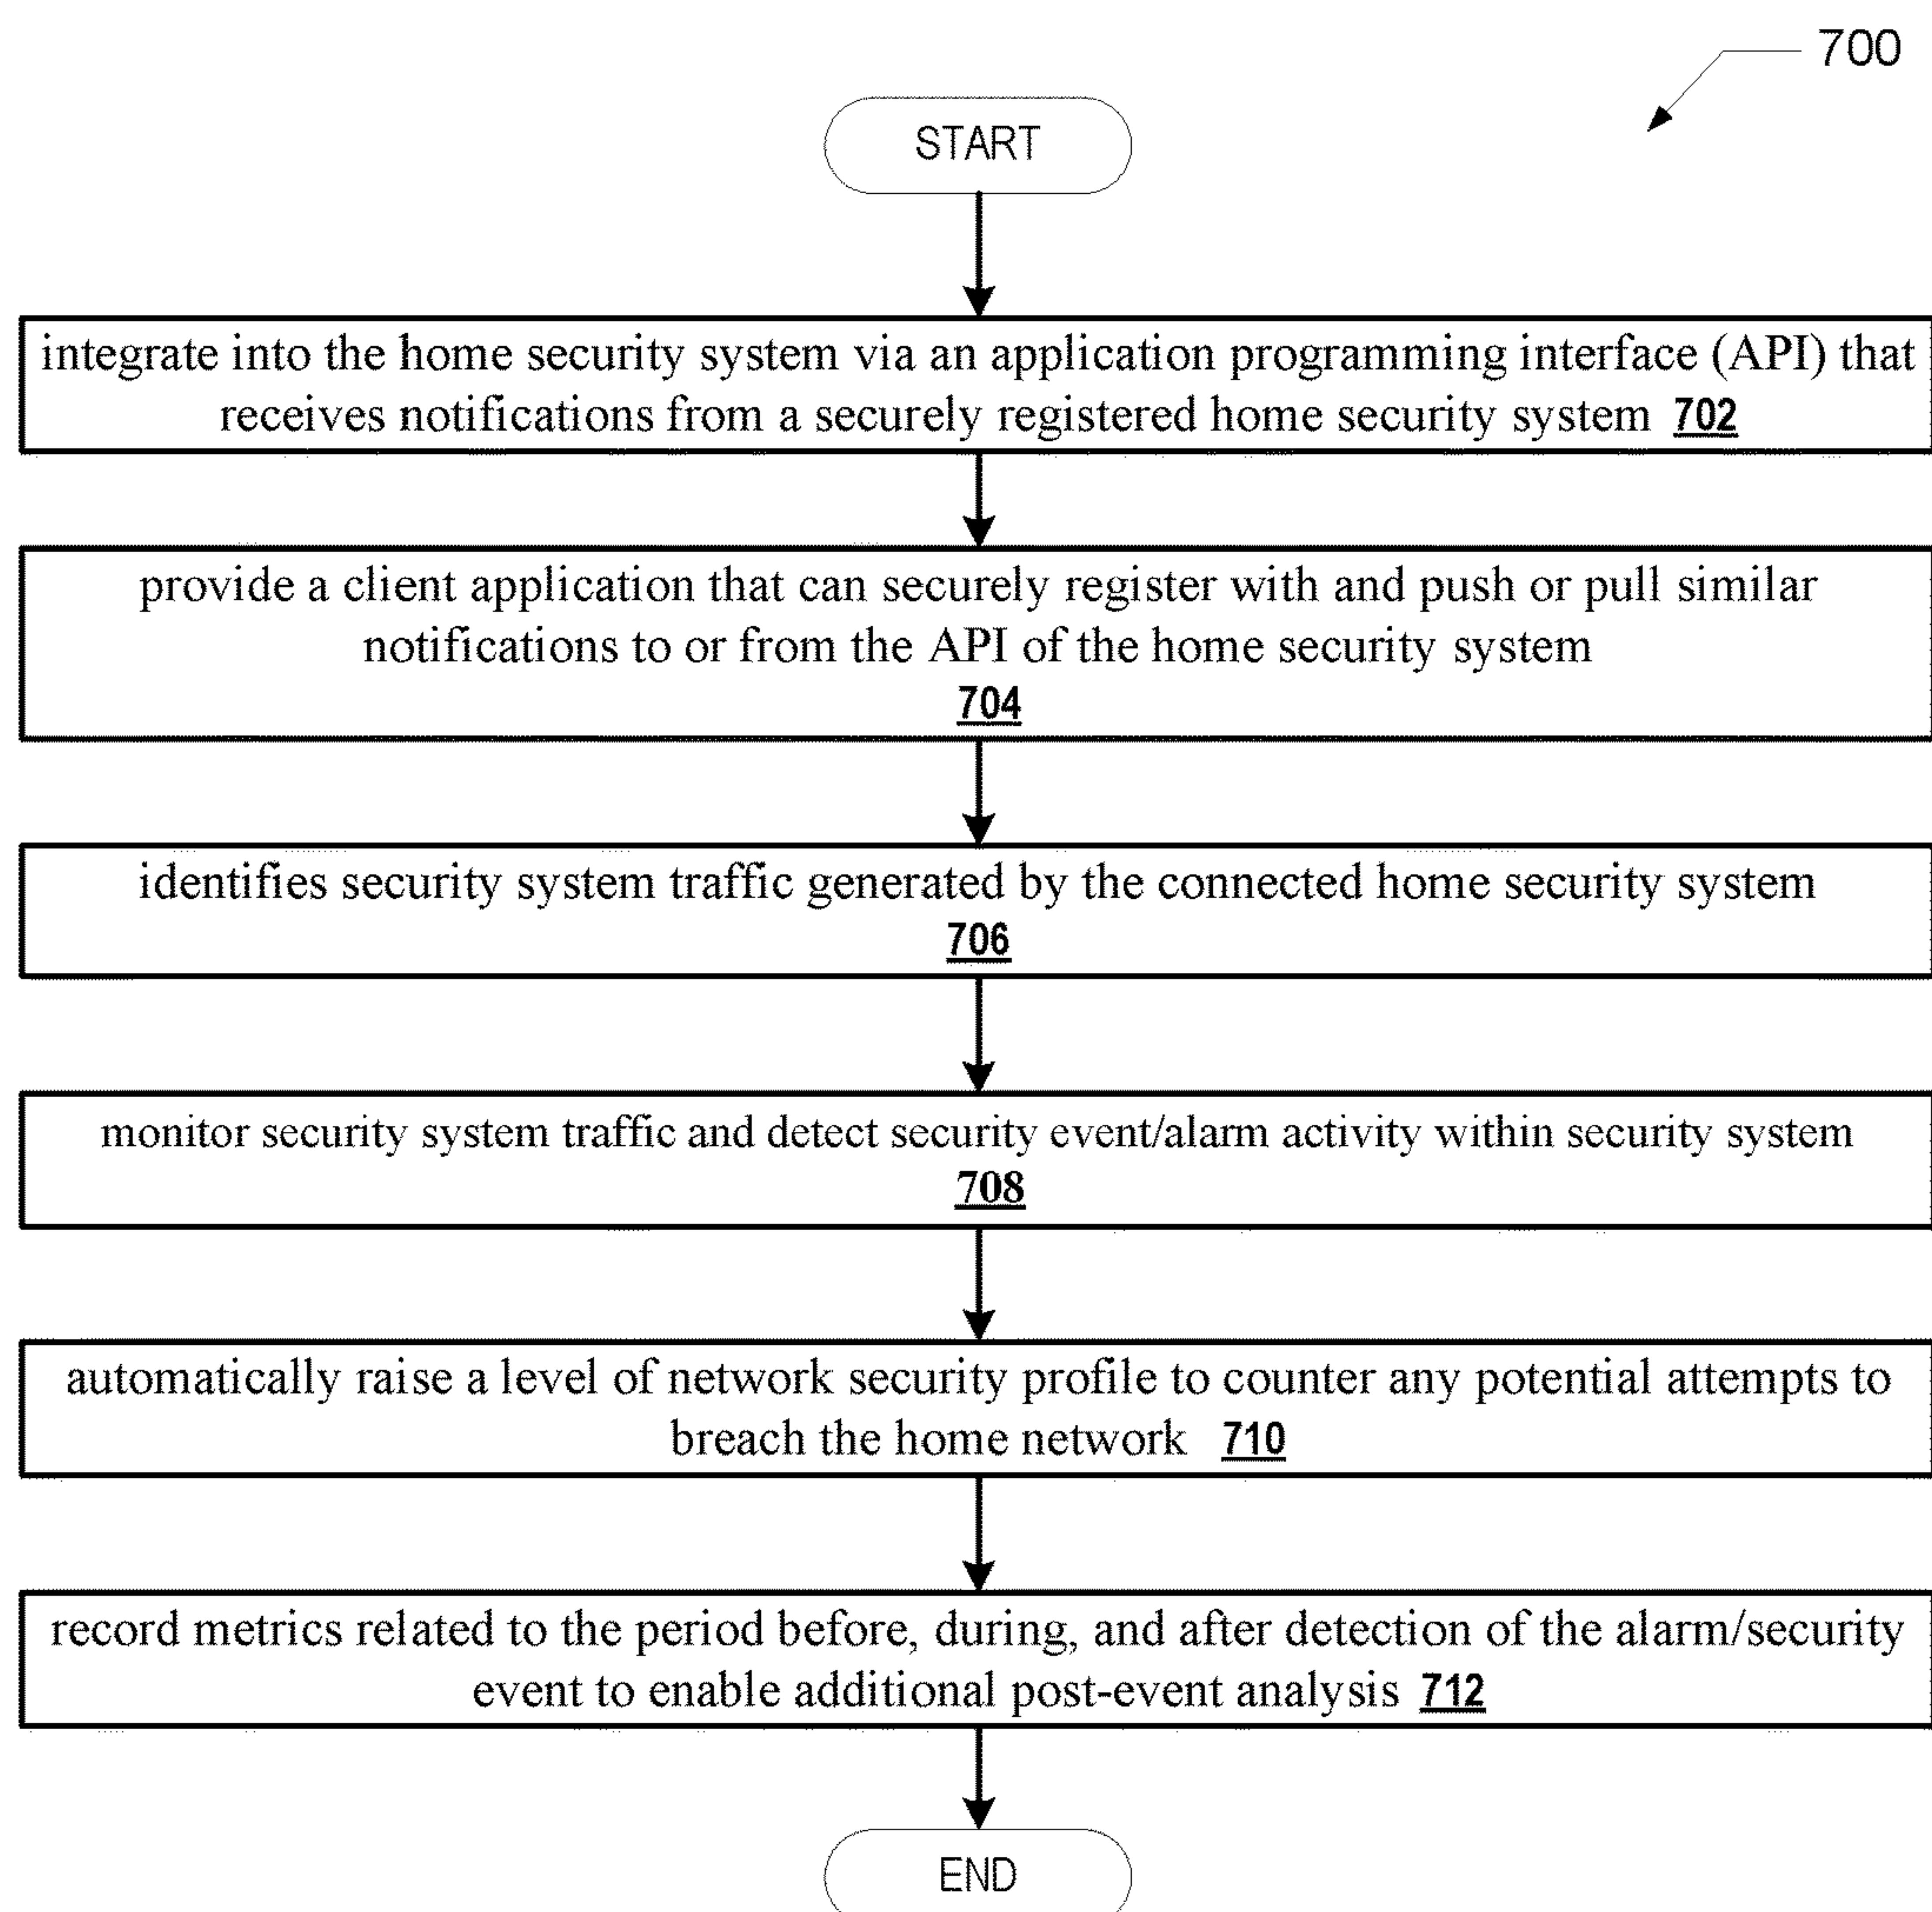 700
START
integrate into the home security system via an application programming interface (API) that
receives notifications from a securely registered home security system 702
provide a client application that can securely register with and push or pull similar
notifications to or from the API of the home security system
704
identifies security system traffic generated by the connected home security system
706
monitor security system traffic and detect security event/alarm activity within security system
708
automatically raise a level of network security profile to counter any potential attempts to
breach the home network 710
record metrics related to the period before, during, and after detection of the alarm/security
event to enable additional post-event analysis 712
END